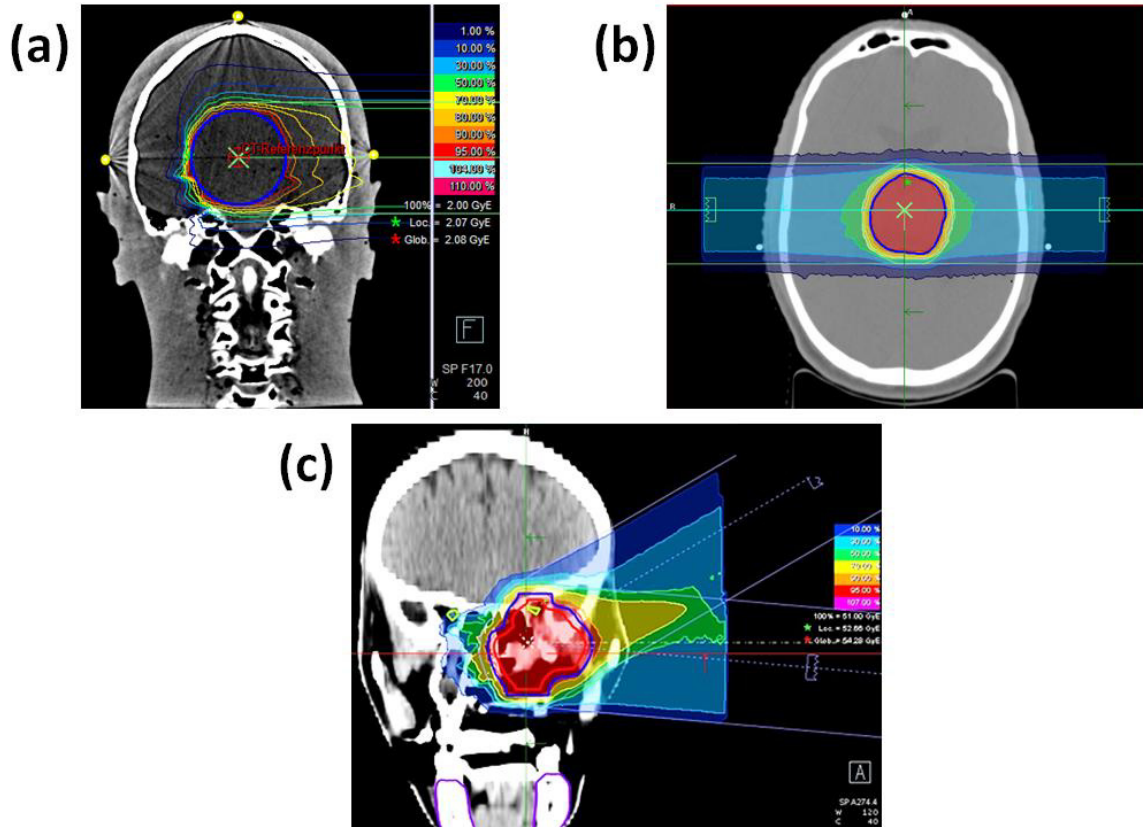 (a)
1.00 %
10.00 %
30.00 %
50.00 %
70.00 %
80.00 %
90.00 %
95.00 %
104.00 %
110.00 %
100% = 2.00 GyE
Loc. = 2.07 GyE
Glob. = 2.08 GyE
CT-Referenzpunkt
F
SP F17.0
W 200
C 40
(b)
A
R
L
(c)
H
10.00 %
30.00 %
50.00 %
70.00 %
90.00 %
95.00 %
107.00 %
100% = 51.00 GyE
Loc. = 52.66 GyE
Glob. = 54.28 GyE
A
SP A274.4
W 120
C 40